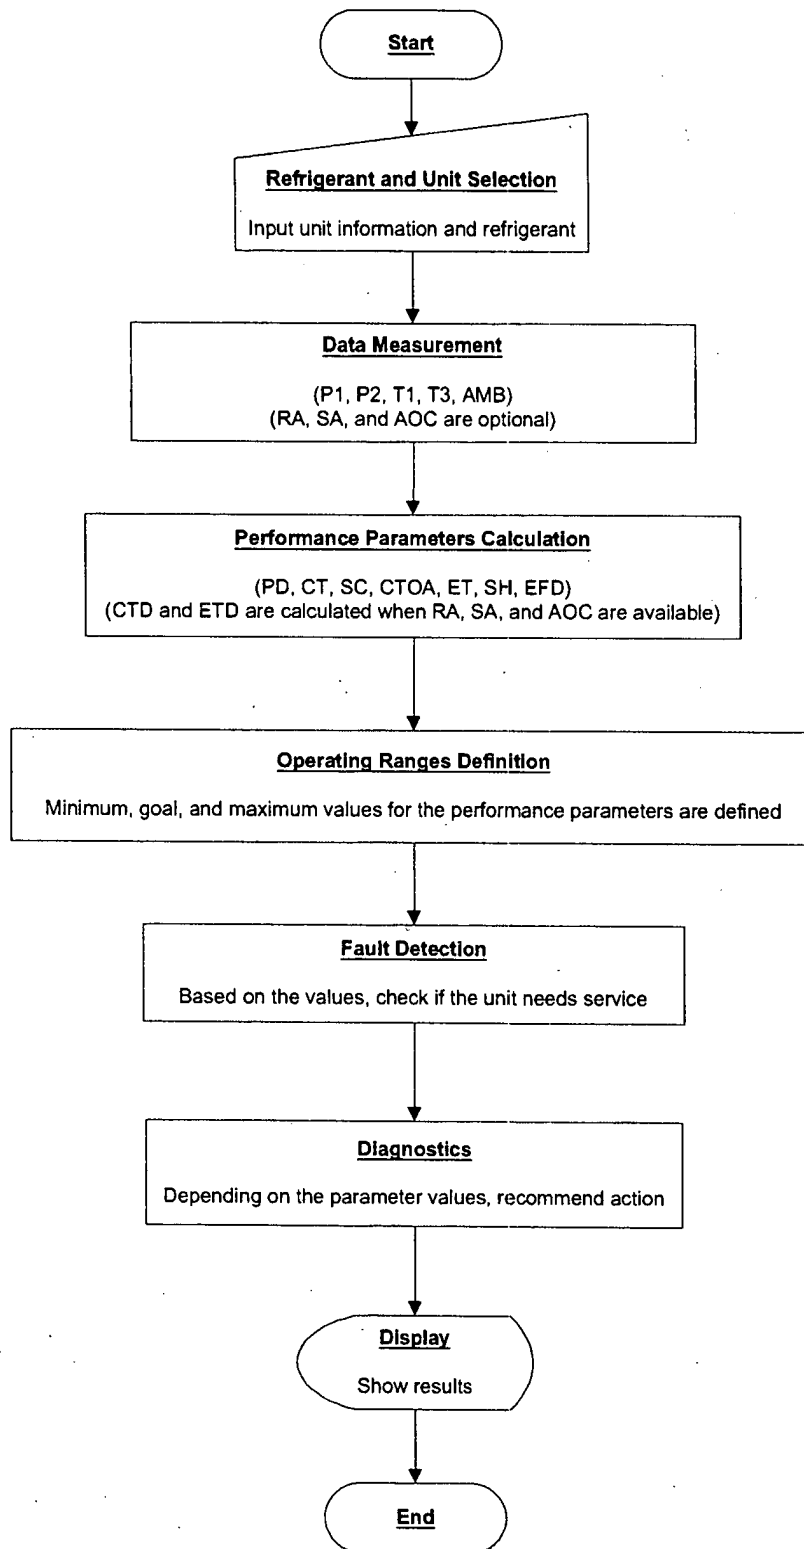 Start
Refrigerant and Unit Selection
Input unit information and refrigerant
Data Measurement
(P1, P2, T1, T3, AMB)
(RA, SA, and AOC are optional)
Performance Parameters Calculation
(PD, CT, SC, CTOA, ET, SH, EFD)
(CTD and ETD are calculated when RA, SA, and AOC are available)
Operating Ranges Definition
Minimum, goal, and maximum values for the performance parameters are defined
Fault Detection
Based on the values, check if the unit needs service
Diagnostics
Depending on the parameter values, recommend action
Display
Show results
End